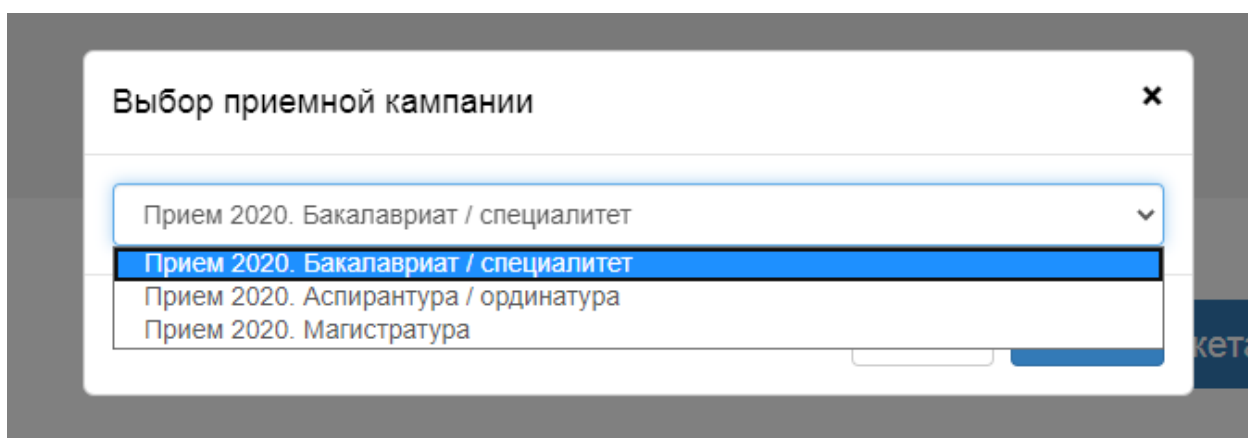 Выбор приемной кампании
×
Прием 2020. Бакалавриат / специалитет
Прием 2020. Бакалавриат / специалитет
Прием 2020. Аспирантура / ординатура
Прием 2020. Магистратура